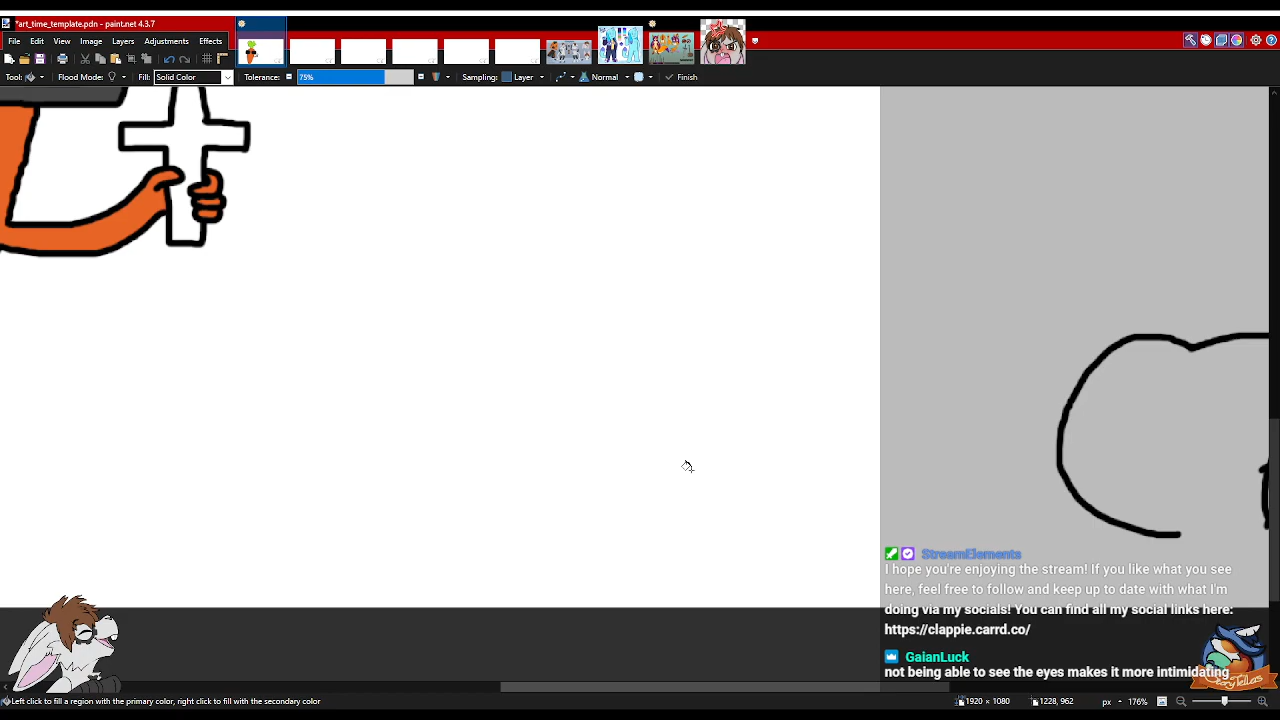 *art_time_template.pdn - paint.net 4.3.7
File Edit View Image Layers Adjustments Effects
Tool: Flood Mode: Fill: Solid Color Tolerance: 75% Sampling: Layer Normal Finish
StreamElements
I hope you're enjoying the stream! If you like what you see
here, feel free to follow and keep up to date with what I'm
doing via my socials! You can find all my social links here:
https://clappie.carrd.co/
GaianLuck
not being able to see the eyes makes it more intimidating
Left click to fill a region with the primary color, right click to fill with the secondary color
1920 × 1080 1228, 962 px 176%